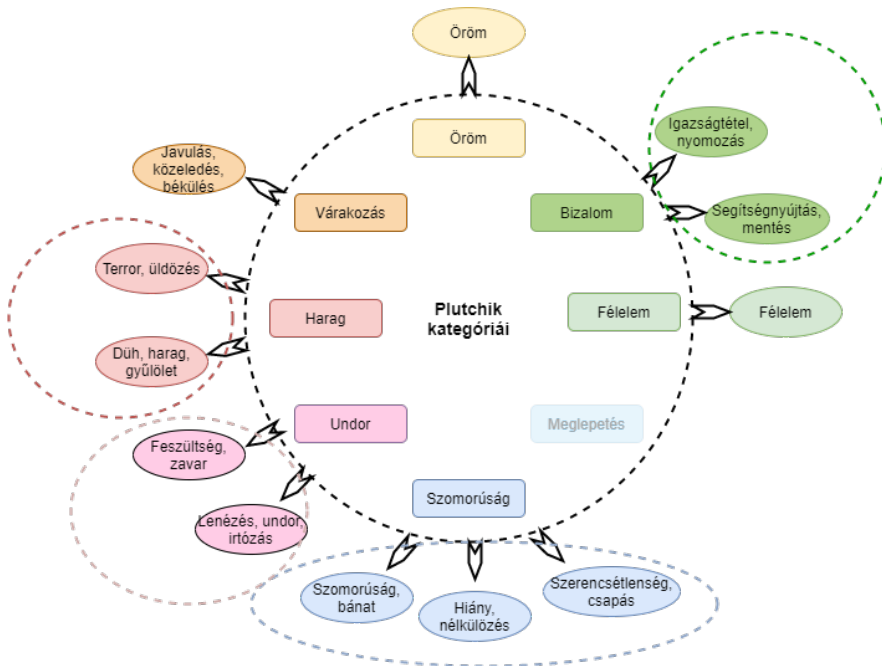 Öröm
Öröm
Igazságtétel,
nyomozás
Javulás,
közeledés,
békülés
Várakozás
Bizalom
Segítségnyújtás,
mentés
Terror, üldözés
Harag
Plutchik
kategóriái
Félelem
Félelem
Düh, harag,
gyűlölet
Undor
Meglepetés
Feszültség,
zavar
Szomorúság
Lenézés, undor,
irtózás
Szomorúság,
bánat
Hiány,
nélkülözés
Szerencsétlenség,
csapás